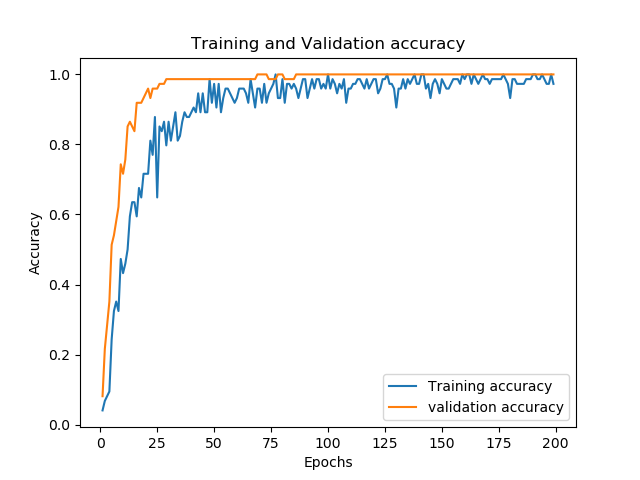 Training and Validation accuracy
1.0
0.8
0.6
0.4
0.2
0.0
Accuracy
0 25 50 75 100 125 150 175 200
Epochs
Training accuracy
validation accuracy